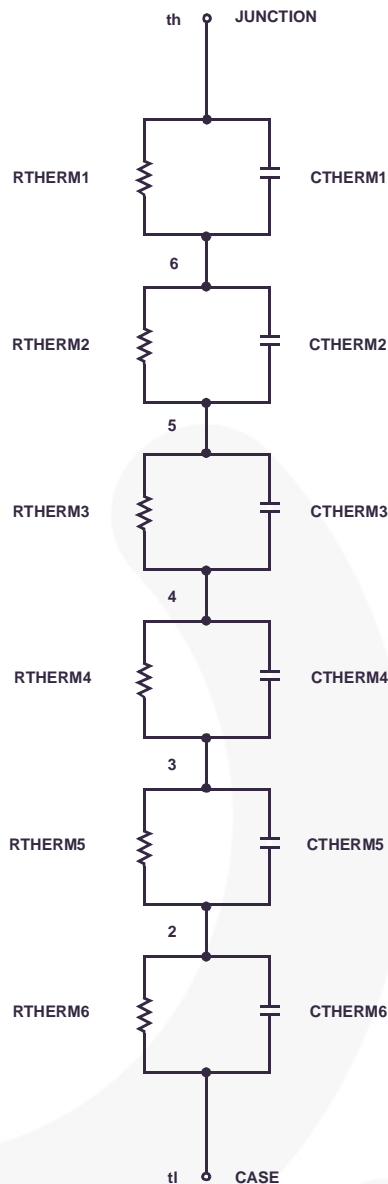 th JUNCTION
RTHERM1 CTHERM1
6
RTHERM2 CTHERM2
5
RTHERM3 CTHERM3
4
RTHERM4 CTHERM4
3
RTHERM5 CTHERM5
2
RTHERM6 CTHERM6
tl CASE